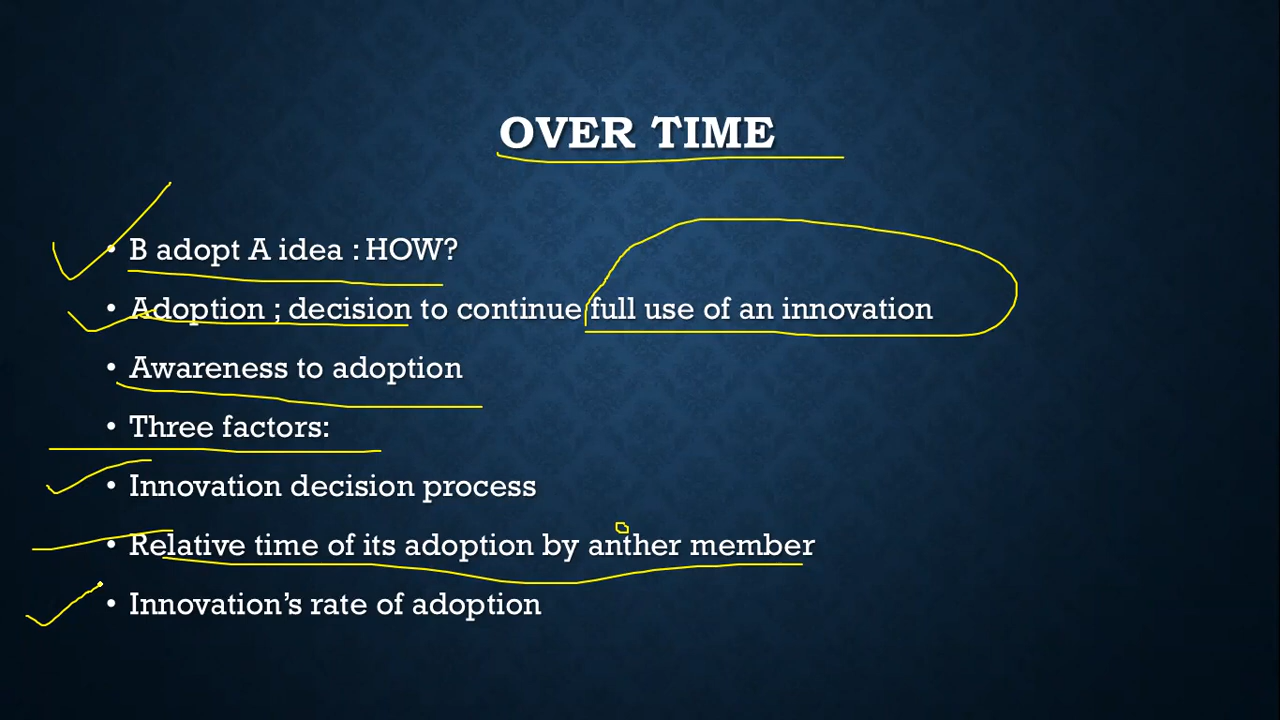 OVER TIME
• B adopt A idea : HOW?
• Adoption ; decision to continue full use of an innovation
• Awareness to adoption
• Three factors:
• Innovation decision process
• Relative time of its adoption by anther member
• Innovation’s rate of adoption